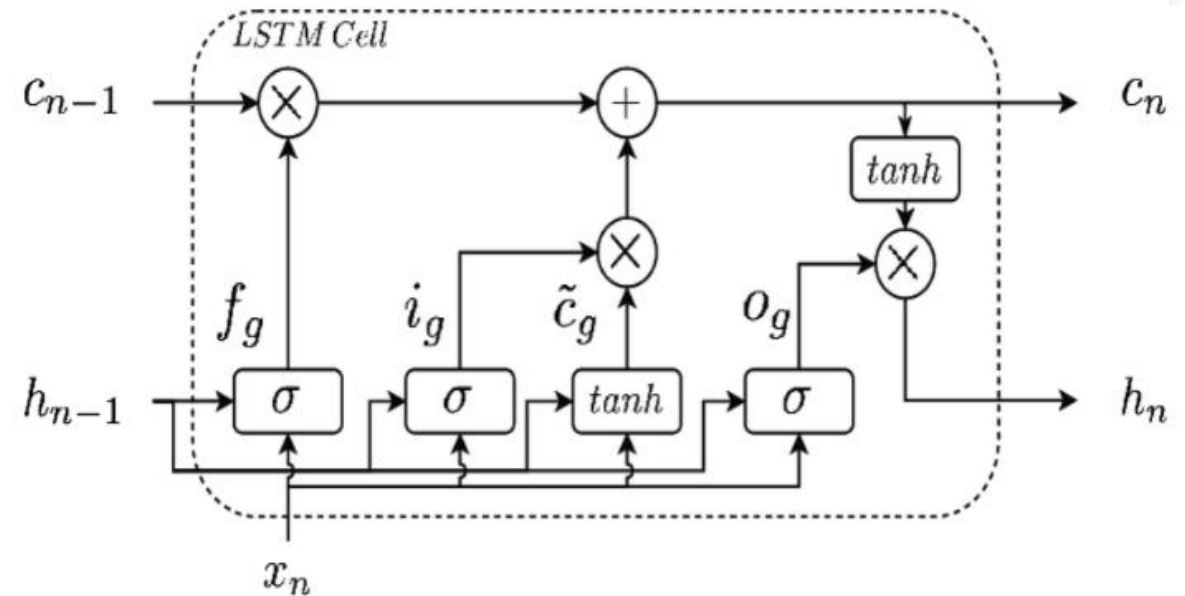 LSTM Cell
c_{n-1} × + c_n
tanh
× ×
f_g i_g c̃_g o_g
h_{n-1} σ σ tanh σ h_n
x_n